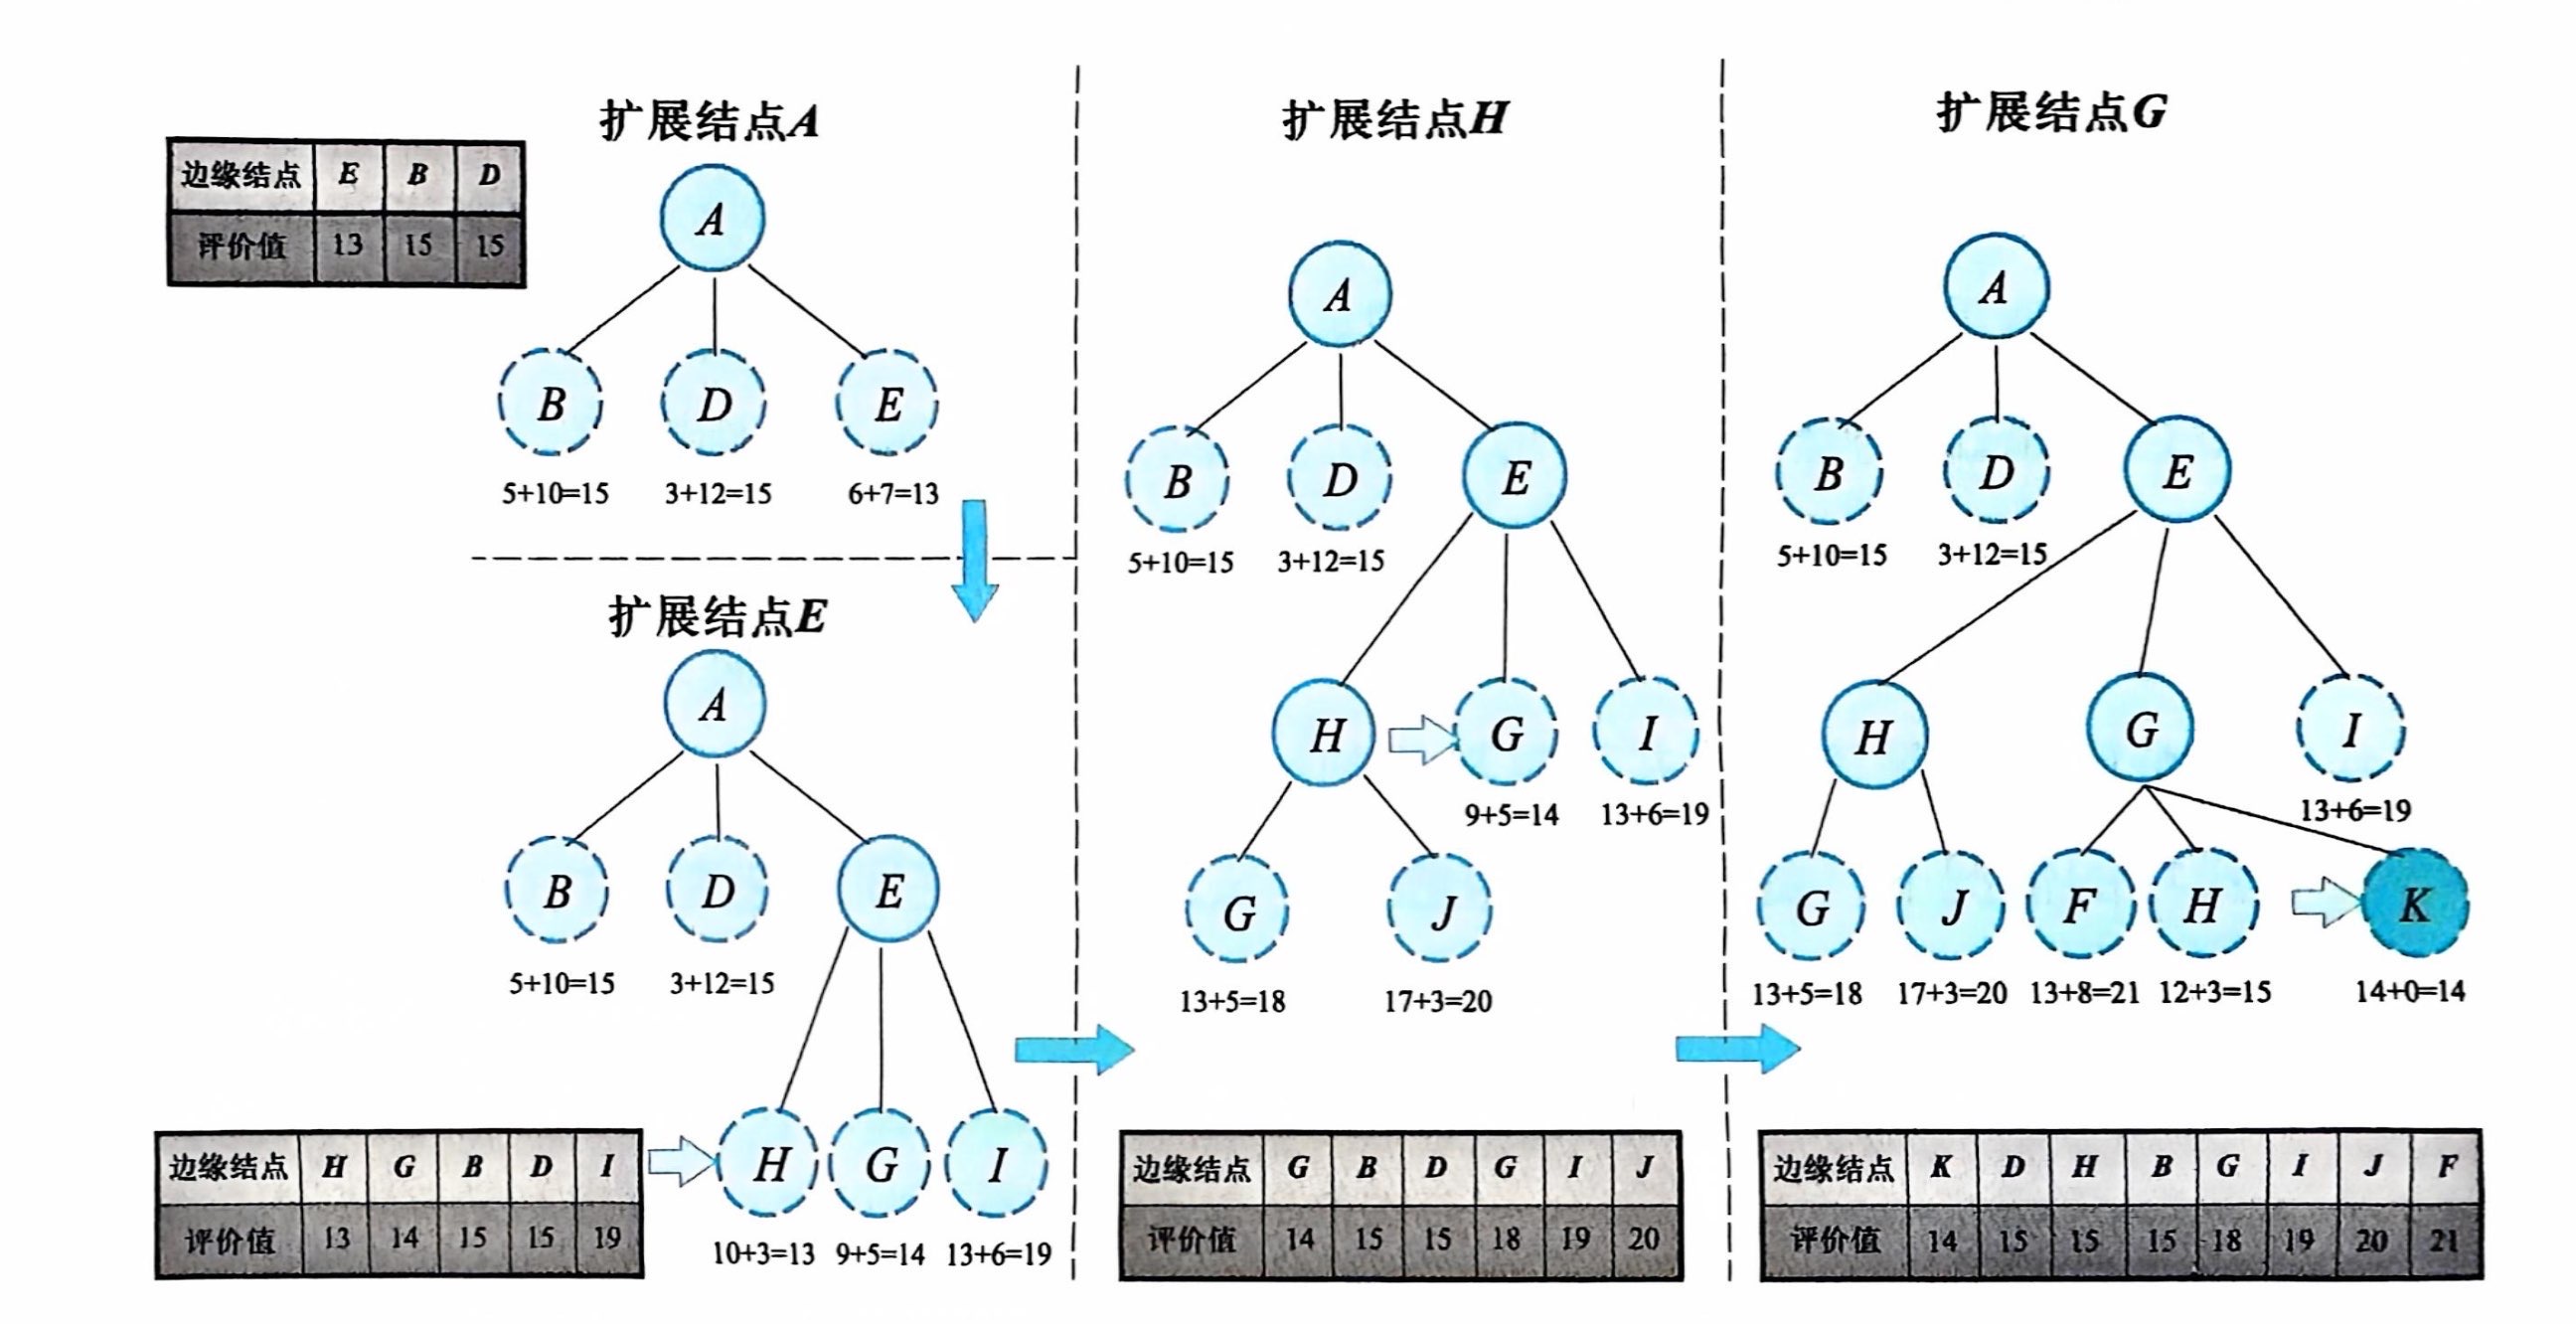 扩展结点A
边缘结点 E B D
评价值 13 15 15
A
B D E
5+10=15 3+12=15 6+7=13
扩展结点E
A
B D E
5+10=15 3+12=15
H G I
10+3=13 9+5=14 13+6=19
边缘结点 H G B D I
评价值 13 14 15 15 19
扩展结点H
A
B D E
5+10=15 3+12=15
H G I
9+5=14 13+6=19
G J
13+5=18 17+3=20
边缘结点 G B D G I J
评价值 14 15 15 18 19 20
扩展结点G
A
B D E
5+10=15 3+12=15
H G I
13+6=19
G J F H K
13+5=18 17+3=20 13+8=21 12+3=15 14+0=14
边缘结点 K D H B G I J F
评价值 14 15 15 15 18 19 20 21